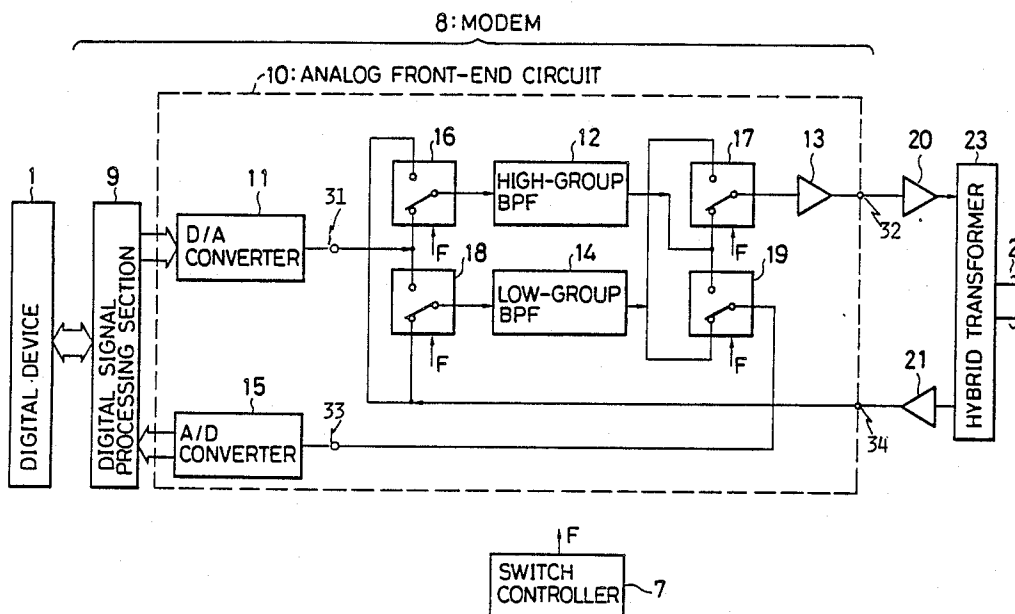 8: MODEM
10: ANALOG FRONT-END CIRCUIT
1
DIGITAL DEVICE
9
DIGITAL SIGNAL
PROCESSING SECTION
11
D/A
CONVERTER
31
16
F
12
HIGH-GROUP
BPF
17
F
13
32
20
23
HYBRID TRANSFORMER
2
18
F
14
LOW-GROUP
BPF
19
F
15
A/D
CONVERTER
33
34
21
F
SWITCH
CONTROLLER
7